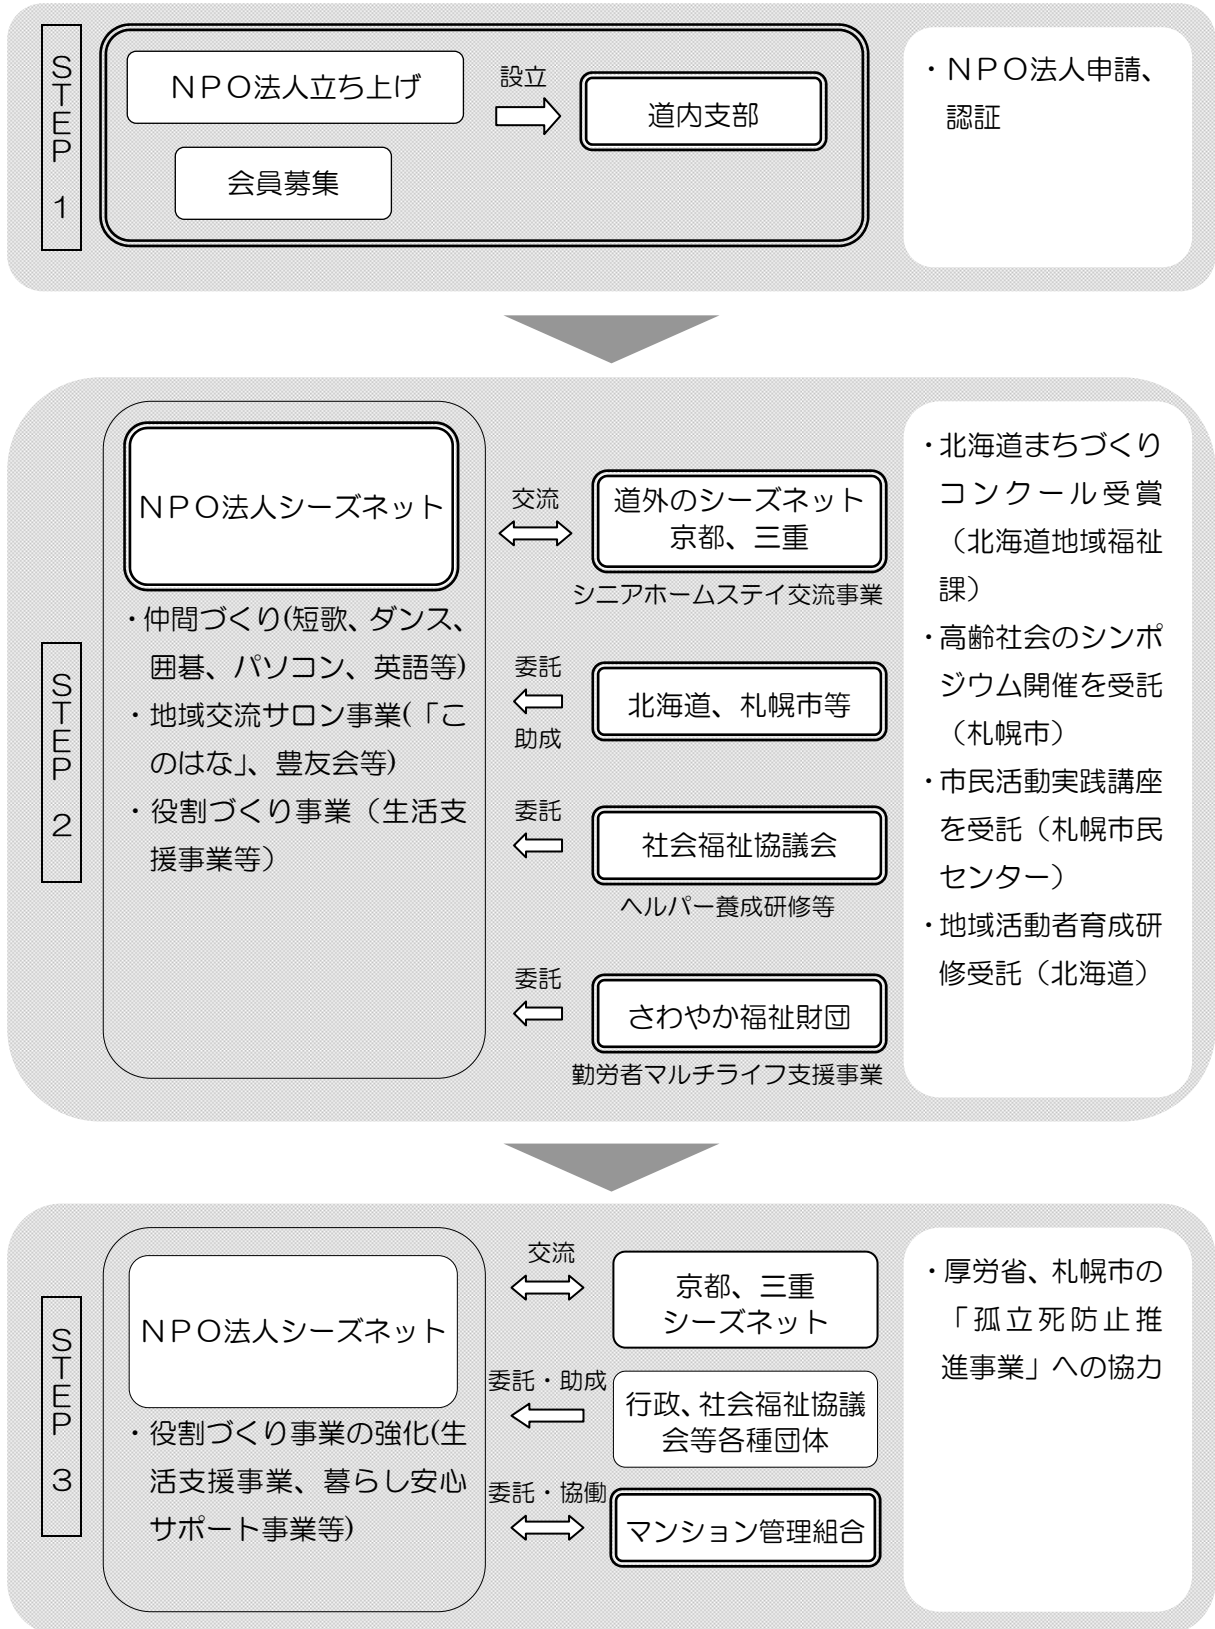 STEP 1
NPO法人立ち上げ
設立
道内支部
会員募集
・NPO法人申請、
認証
STEP 2
NPO法人シーズネット
・仲間づくり(短歌、ダンス、
囲碁、パソコン、英語等)
・地域交流サロン事業(「こ
のはな」、豊友会等)
・役割づくり事業（生活支
援事業等）
交流
道外のシーズネット
京都、三重
シニアホームステイ交流事業
委託
助成
北海道、札幌市等
委託
社会福祉協議会
ヘルパー養成研修等
委託
さわやか福祉財団
勤労者マルチライフ支援事業
・北海道まちづくり
コンクール受賞
（北海道地域福祉
課）
・高齢社会のシンポ
ジウム開催を受託
（札幌市）
・市民活動実践講座
を受託（札幌市民
センター）
・地域活動者育成研
修受託（北海道）
STEP 3
NPO法人シーズネット
・役割づくり事業の強化(生
活支援事業、暮らし安心
サポート事業等)
交流
京都、三重
シーズネット
委託・助成
行政、社会福祉協議
会等各種団体
委託・協働
マンション管理組合
・厚労省、札幌市の
「孤立死防止推
進事業」への協力